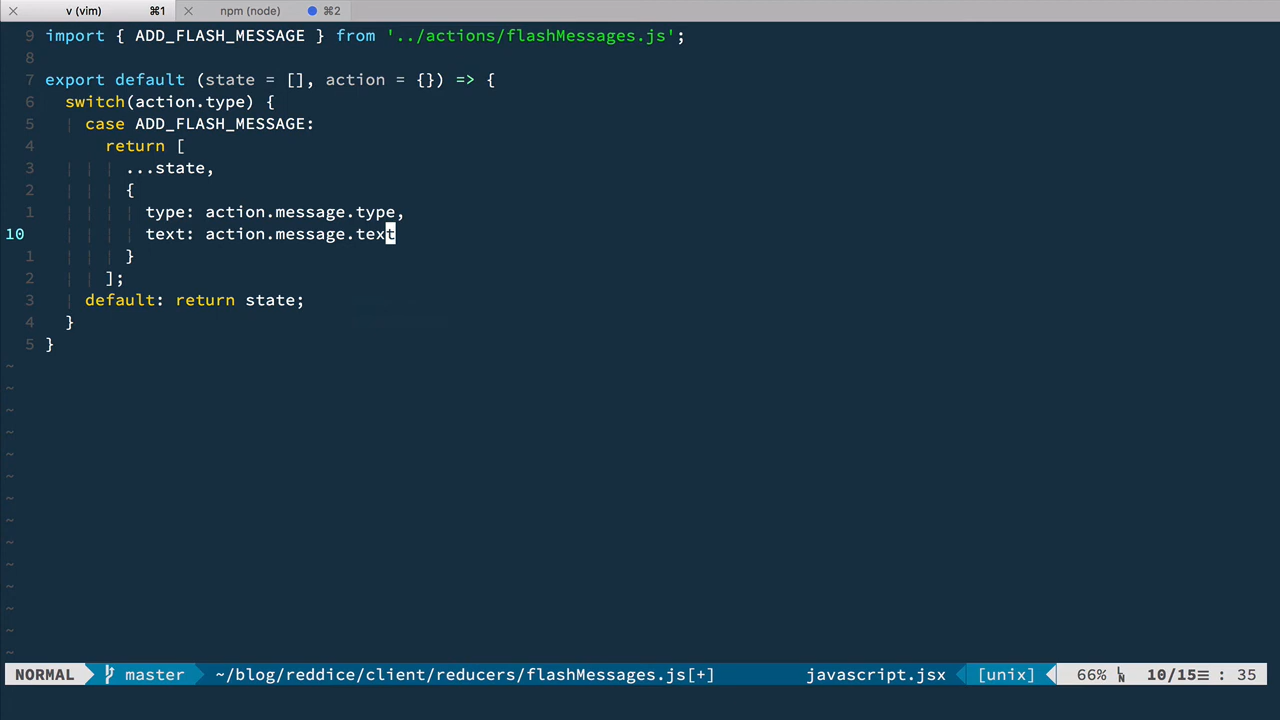 v (vim) ⌘1 npm (node) ⌘2
9 import { ADD_FLASH_MESSAGE } from '../actions/flashMessages.js';
8
7 export default (state = [], action = {}) => {
6   switch(action.type) {
5     case ADD_FLASH_MESSAGE:
4       return [
3         ...state,
2         {
1           type: action.message.type,
10           text: action.message.text
1         }
2       ];
3     default: return state;
4   }
5 }
~
~
~
~
~
~
~
~
~
~
~
~
~
~
NORMAL master ~/blog/reddice/client/reducers/flashMessages.js[+] javascript.jsx [unix] 66% ␤ 10/15≡ : 35